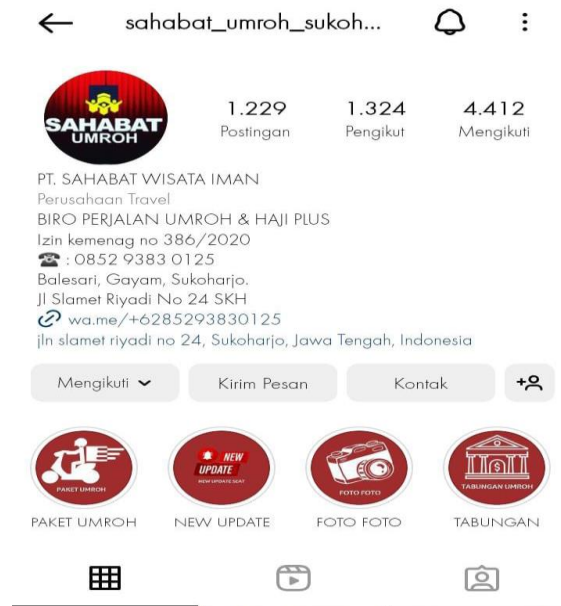 sahabat_umroh_sukoh...
SAHABAT
UMROH
1.229 1.324 4.412
Postingan Pengikut Mengikuti
PT. SAHABAT WISATA IMAN
Perusahaan Travel
BIRO PERJALAN UMROH & HAJI PLUS
Izin kemenag no 386/2020
☎ : 0852 9383 0125
Balesari, Gayam, Sukoharjo.
Jl Slamet Riyadi No 24 SKH
wa.me/+6285293830125
jln slamet riyadi no 24, Sukoharjo, Jawa Tengah, Indonesia
Mengikuti Kirim Pesan Kontak
PAKET UMROH
NEW
UPDATE
NEW UPDATE SEAT
FOTO FOTO
TABUNGAN UMROH
PAKET UMROH NEW UPDATE FOTO FOTO TABUNGAN